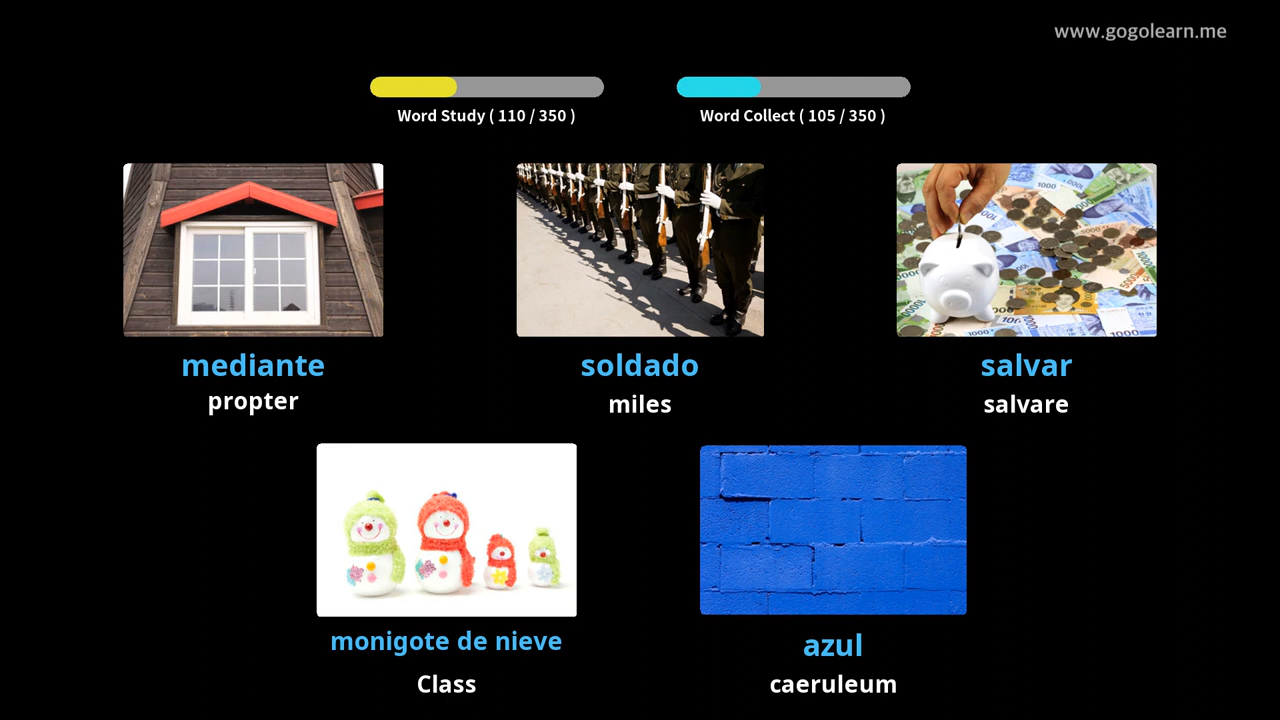 www.gogolearn.me
Word Study ( 110 / 350 )
Word Collect ( 105 / 350 )
mediante
propter
soldado
miles
salvar
salvare
monigote de nieve
Class
azul
caeruleum